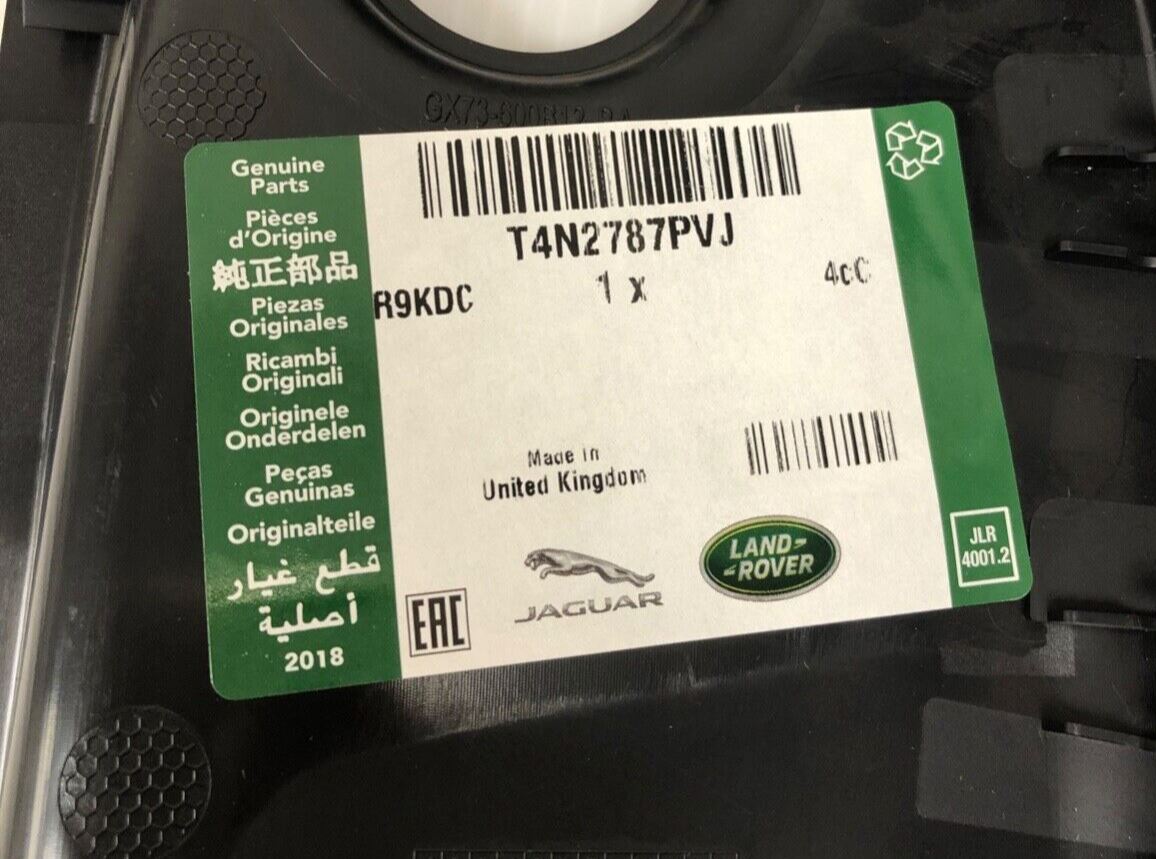 Genuine
Parts
Pièces
d'Origine
純正部品
Piezas
Originales
Ricambi
Originali
Originele
Onderdelen
Peças
Genuinas
Originalteile
قطع غيار
أصلية
2018
T4N2787PVJ
R9KDC
1 x
4cC
Made in
United Kingdom
EAC
JAGUAR
LAND-
-ROVER
JLR
4001.2